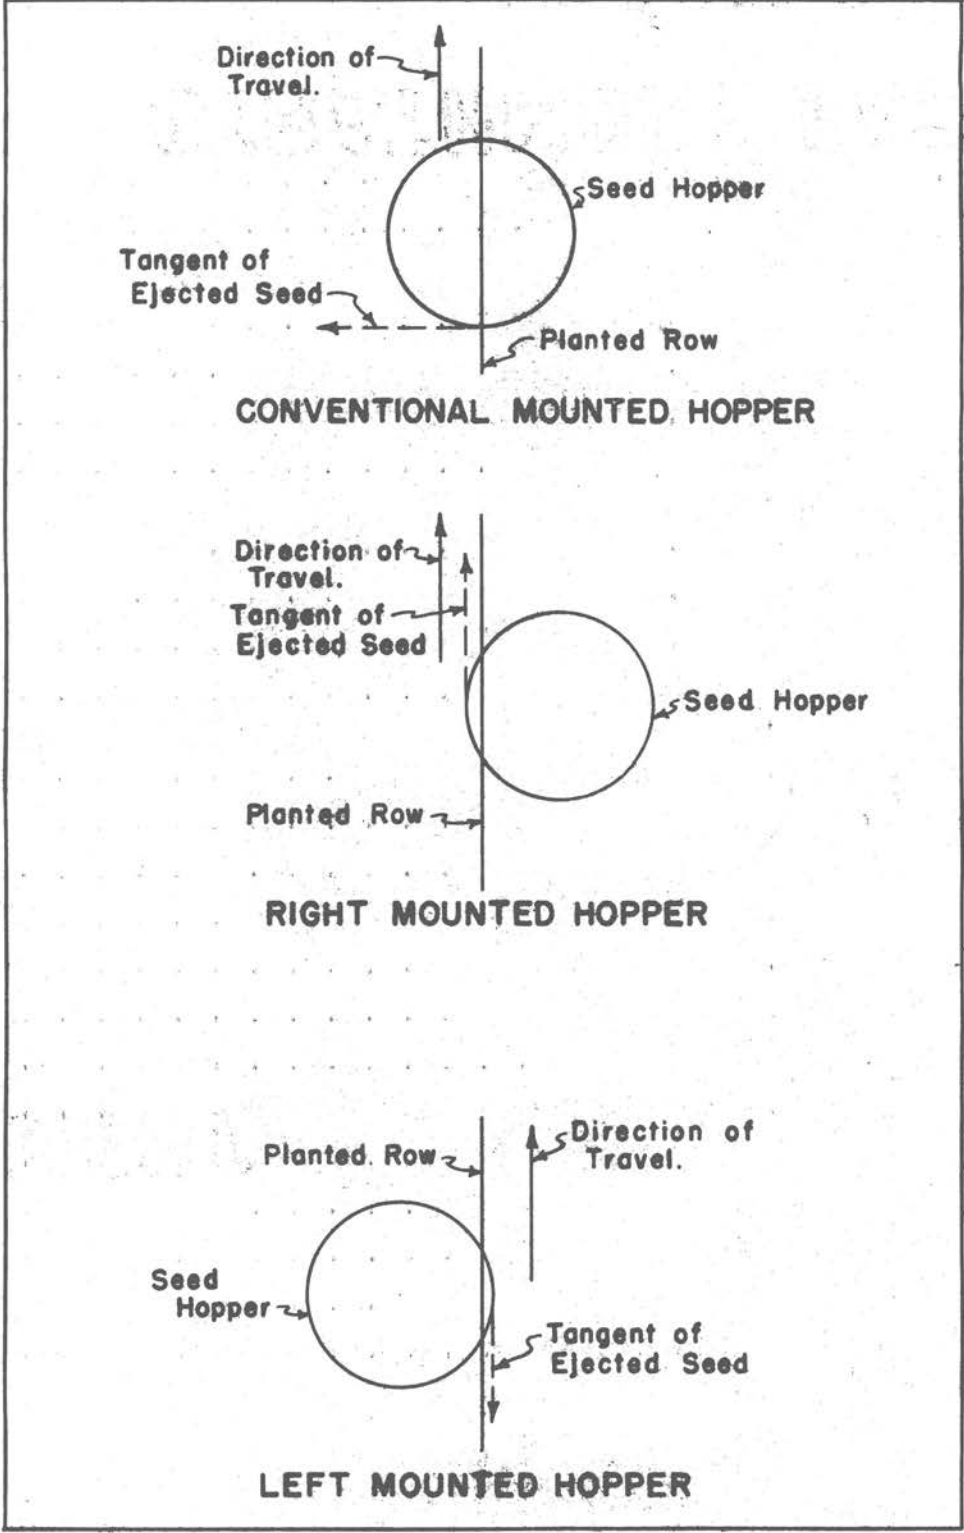 Direction of
Travel.
Seed Hopper
Tangent of
Ejected Seed
Planted Row
CONVENTIONAL MOUNTED HOPPER
Direction of
Travel.
Tangent of
Ejected Seed
Seed Hopper
Planted Row
RIGHT MOUNTED HOPPER
Direction of
Travel.
Planted Row
Seed
Hopper
Tangent of
Ejected Seed
LEFT MOUNTED HOPPER